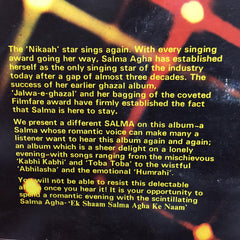 The 'Nikaah' star sings again. With every singing
award going her way, Salma Agha has established
herself as the only singing star of the industry
today after a gap of almost three decades. The
success of her earlier ghazal album,
'Jalwa-e-ghazal' and her bagging of the coveted
Filmfare award have firmly established the fact
that Salma is here to stay.
We present a different SALMA on this album–a
Salma whose romantic voice can make many a
listener want to hear this album again and again;
an album which is a sheer delight on a lonely
evening–with songs ranging from the mischievous
'Kabhi Kabhi' and 'Toba Toba' to the wistful
'Abhilasha' and the emotional 'Humrahi'.
You will not be able to resist this delectable
once you hear it! It is your opportunity to
spend a romantic evening with the scintillating
Salma Agha–'Ek Shaam Salma Agha Ke Naam'